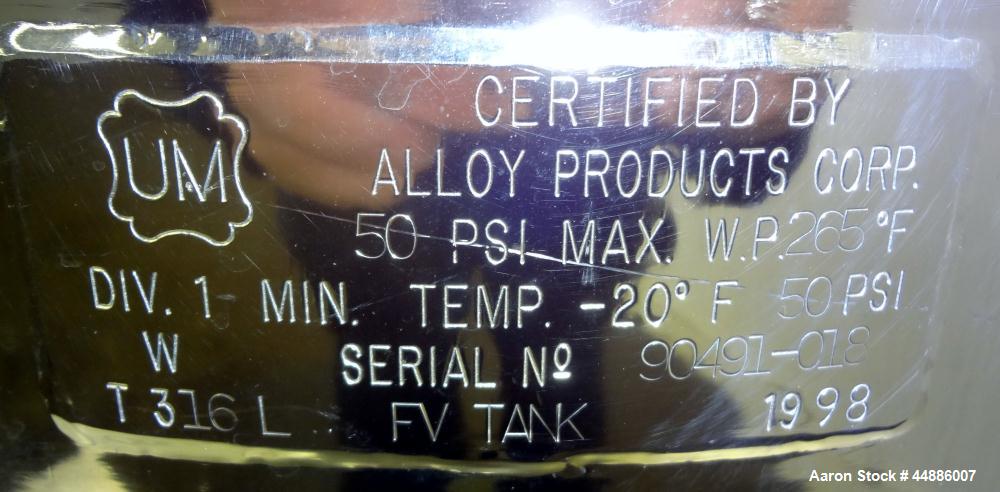 UM
CERTIFIED BY
ALLOY PRODUCTS CORP.
50 PSI MAX. W.P. 265°F
DIV. 1 MIN. TEMP. -20° F 50 PSI
W SERIAL Nº 90491-018
T 316 L FV TANK 1998
Aaron Stock # 44886007